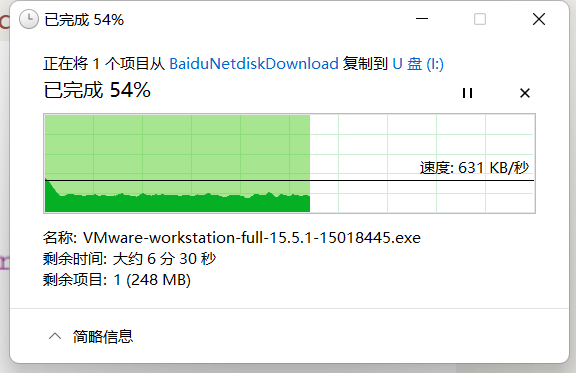 已完成 54%
正在将 1 个项目从 BaiduNetdiskDownload 复制到 U 盘 (I:)
已完成 54%
速度: 631 KB/秒
名称: VMware-workstation-full-15.5.1-15018445.exe
剩余时间: 大约 6 分 30 秒
剩余项目: 1 (248 MB)
简略信息